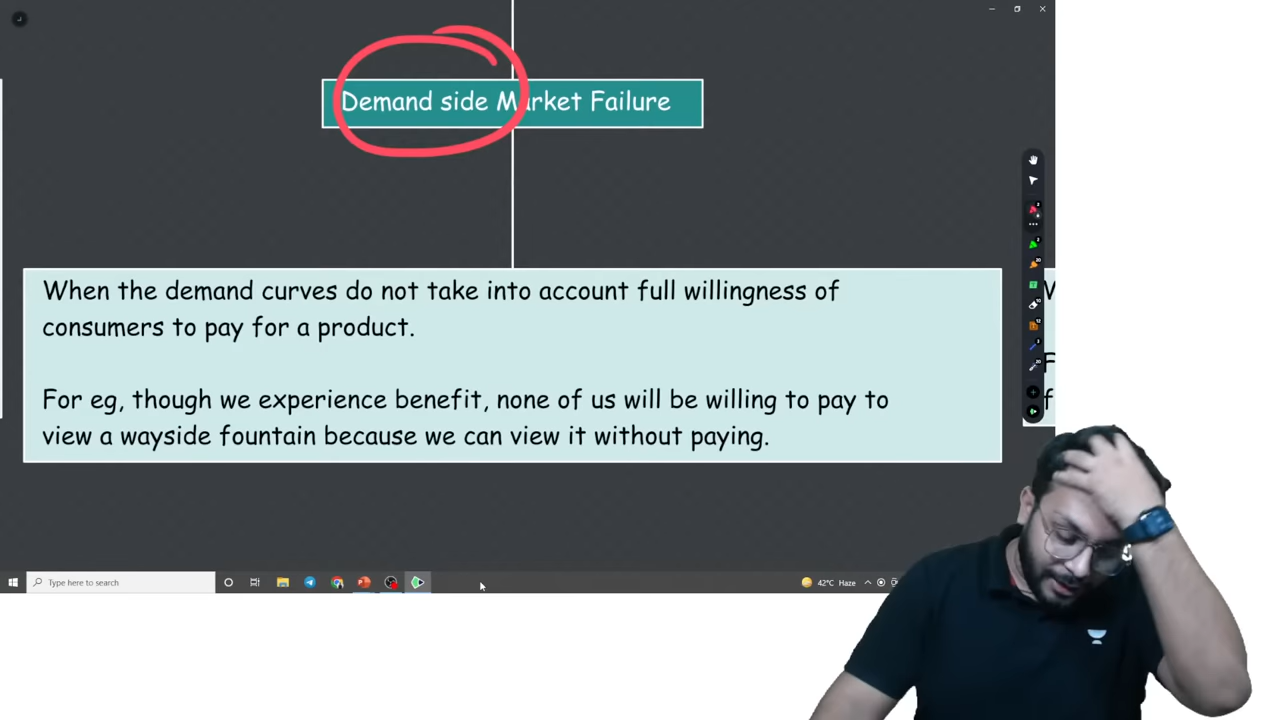 Demand side Market Failure
When the demand curves do not take into account full willingness of
consumers to pay for a product.
For eg, though we experience benefit, none of us will be willing to pay to
view a wayside fountain because we can view it without paying.
Type here to search
42°C Haze